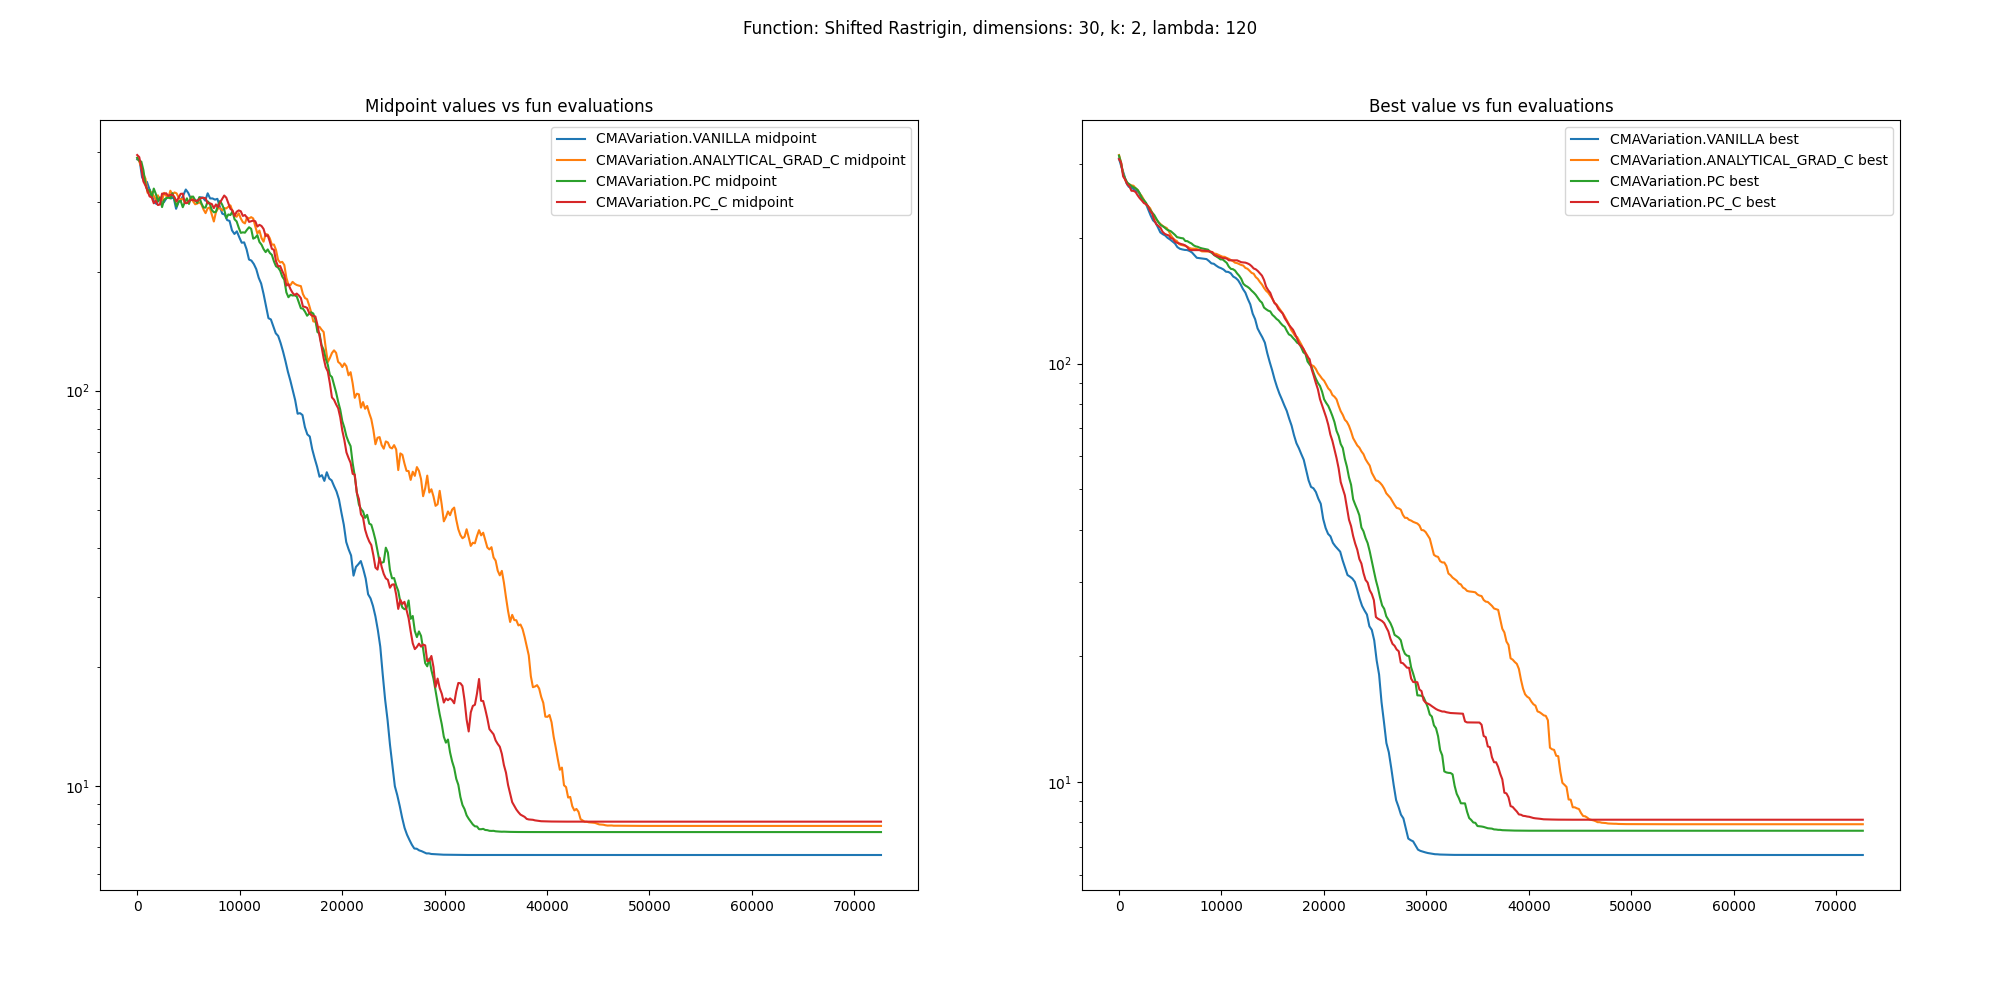 Function: Shifted Rastrigin, dimensions: 30, k: 2, lambda: 120
Midpoint values vs fun evaluations
CMAVariation.VANILLA midpoint
CMAVariation.ANALYTICAL_GRAD_C midpoint
CMAVariation.PC midpoint
CMAVariation.PC_C midpoint
10²
10¹
0 10000 20000 30000 40000 50000 60000 70000
Best value vs fun evaluations
CMAVariation.VANILLA best
CMAVariation.ANALYTICAL_GRAD_C best
CMAVariation.PC best
CMAVariation.PC_C best
10²
10¹
0 10000 20000 30000 40000 50000 60000 70000